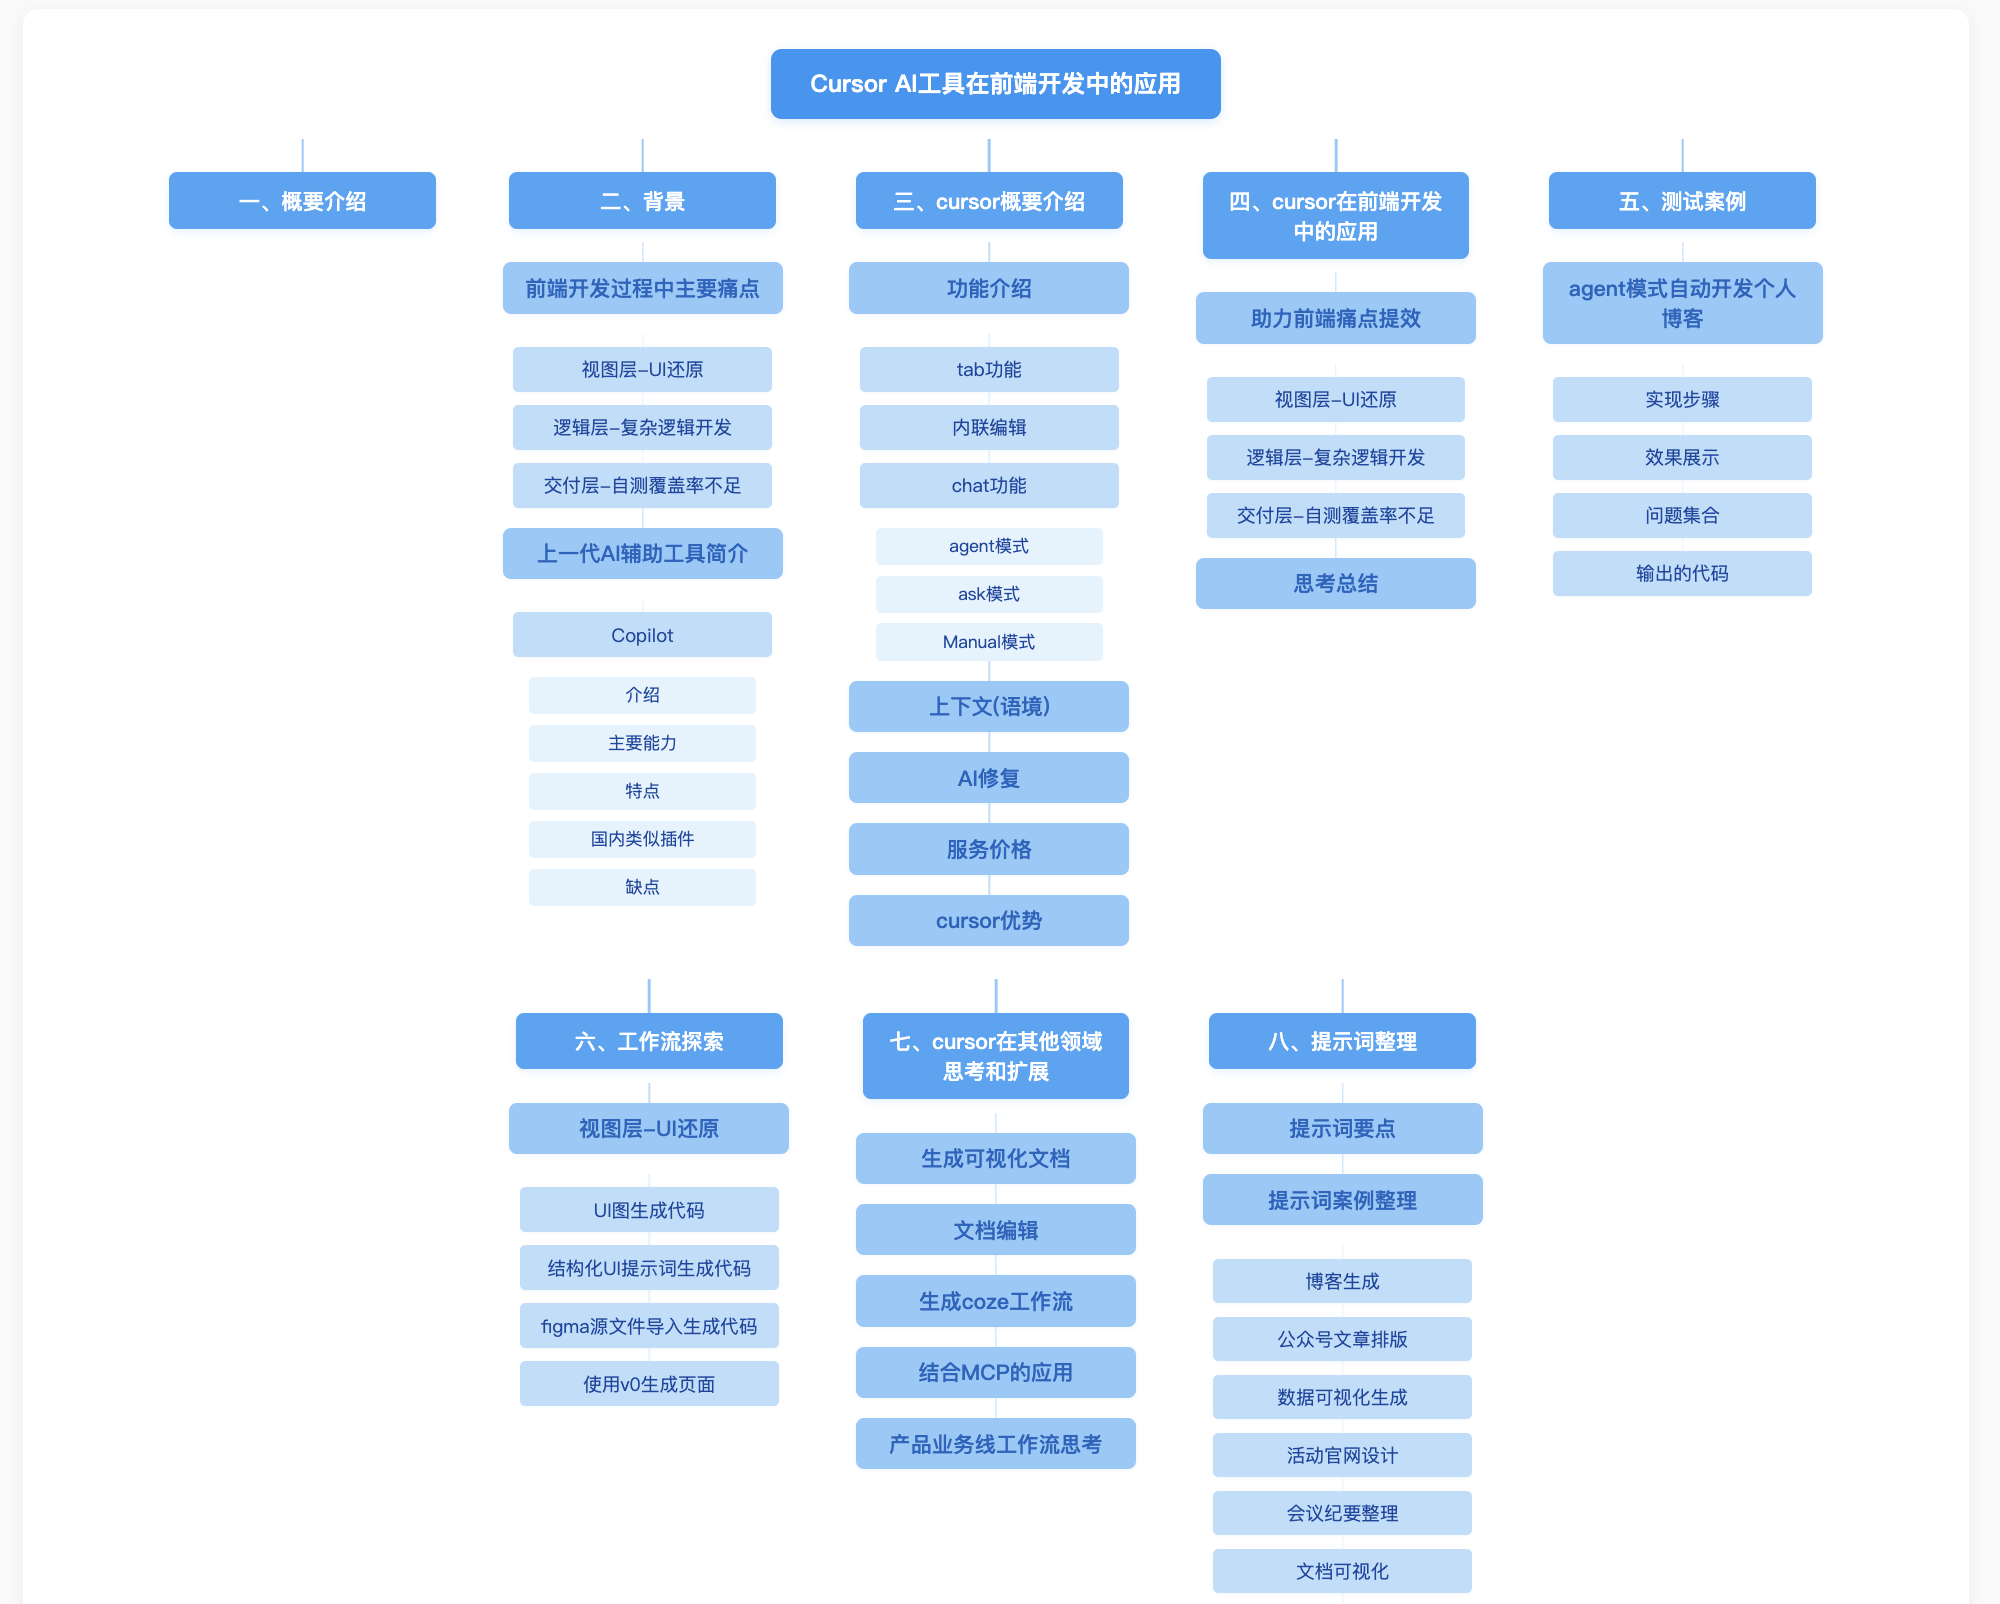 Cursor AI工具在前端开发中的应用
一、概要介绍
二、背景
前端开发过程中主要痛点
视图层-UI还原
逻辑层-复杂逻辑开发
交付层-自测覆盖率不足
上一代AI辅助工具简介
Copilot
介绍
主要能力
特点
国内类似插件
缺点
三、cursor概要介绍
功能介绍
tab功能
内联编辑
chat功能
agent模式
ask模式
Manual模式
上下文(语境)
AI修复
服务价格
cursor优势
四、cursor在前端开发
中的应用
助力前端痛点提效
视图层-UI还原
逻辑层-复杂逻辑开发
交付层-自测覆盖率不足
思考总结
五、测试案例
agent模式自动开发个人
博客
实现步骤
效果展示
问题集合
输出的代码
六、工作流探索
视图层-UI还原
UI图生成代码
结构化UI提示词生成代码
figma源文件导入生成代码
使用v0生成页面
七、cursor在其他领域
思考和扩展
生成可视化文档
文档编辑
生成coze工作流
结合MCP的应用
产品业务线工作流思考
八、提示词整理
提示词要点
提示词案例整理
博客生成
公众号文章排版
数据可视化生成
活动官网设计
会议纪要整理
文档可视化